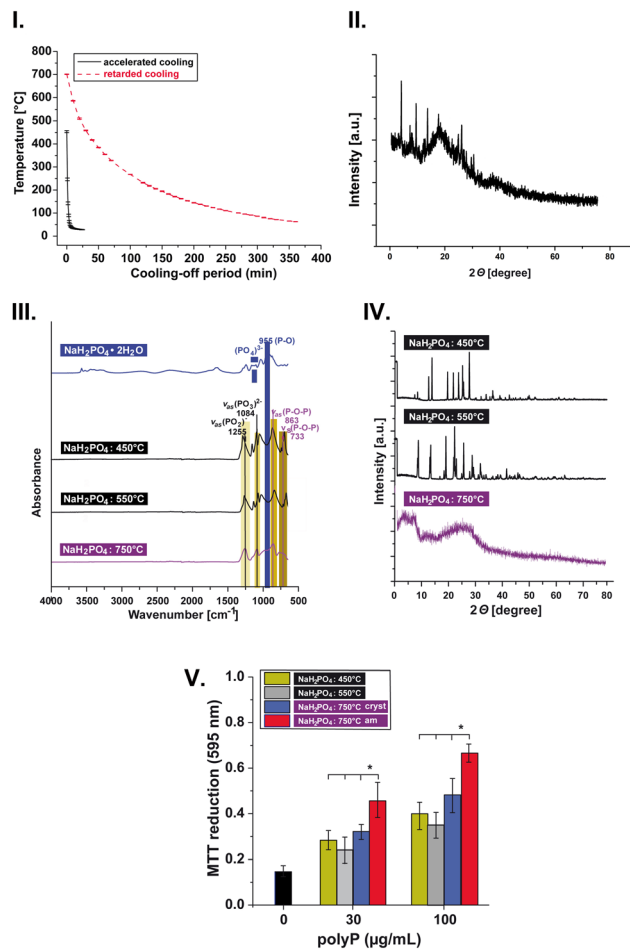 I.
800
700
600
500
400
300
200
100
0
Temperature [°C]
accelerated cooling
retarded cooling
0 50 100 150 200 250 300 350 400
Cooling-off period (min)
II.
Intensity [a.u.]
0 20 40 60 80
2Θ [degree]
III.
NaH₂PO₄ • 2H₂O
955 (P-O)
(PO₄)³⁻
νas(PO₃)²⁻
1084
νas(PO₂)⁻
1255
νas(P-O-P)
863
νs(P-O-P)
733
NaH₂PO₄: 450°C
NaH₂PO₄: 550°C
NaH₂PO₄: 750°C
Absorbance
4000 3500 3000 2500 2000 1500 1000 500
Wavenumber [cm⁻¹]
IV.
NaH₂PO₄: 450°C
NaH₂PO₄: 550°C
NaH₂PO₄: 750°C
Intensity [a.u.]
0 10 20 30 40 50 60 70 80
2Θ [degree]
V.
NaH₂PO₄: 450°C
NaH₂PO₄: 550°C
NaH₂PO₄: 750°C cryst
NaH₂PO₄: 750°C am
1.0
0.8
0.6
0.4
0.2
0.0
MTT reduction (595 nm)
*
*
0 30 100
polyP (µg/mL)